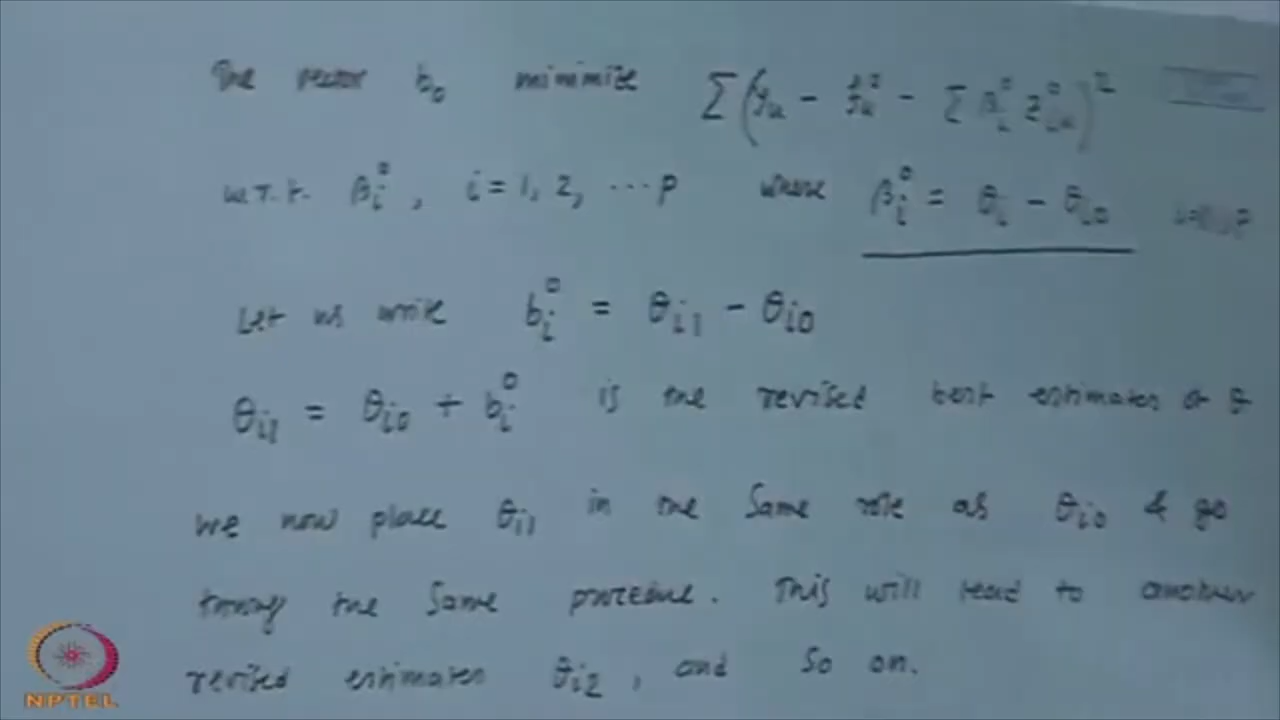 The vector b₀ minimize Σ(yᵤ − fᵤ⁰ − Σ βᵢ⁰ Zᵢᵤ⁰)²
w.r.t. βᵢ⁰, i = 1, 2, ... p where βᵢ⁰ = θᵢ − θᵢ₀
Let us write bᵢ⁰ = θᵢ₁ − θᵢ₀
θᵢ₁ = θᵢ₀ + bᵢ⁰ is the revised best estimates of θ
We now place θᵢ₁ in the same role as θᵢ₀ & go
the same procedure. This will lead to another
revised estimates θᵢ₂, and so on.
NPTEL